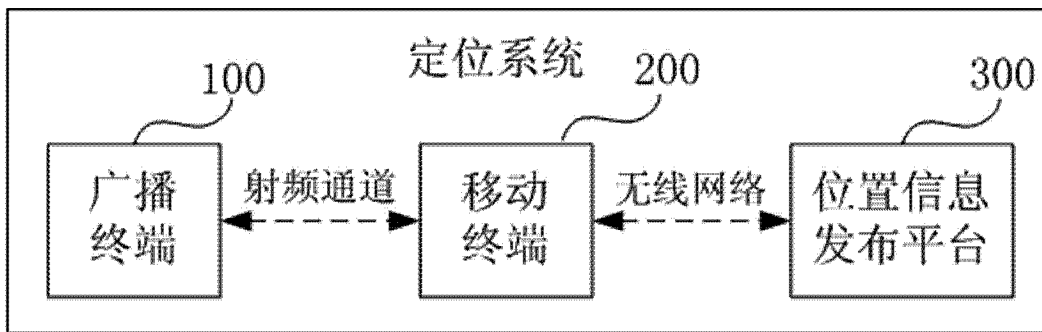 定位系统
100
200
300
广播
终端
射频通道
移动
终端
无线网络
位置信息
发布平台